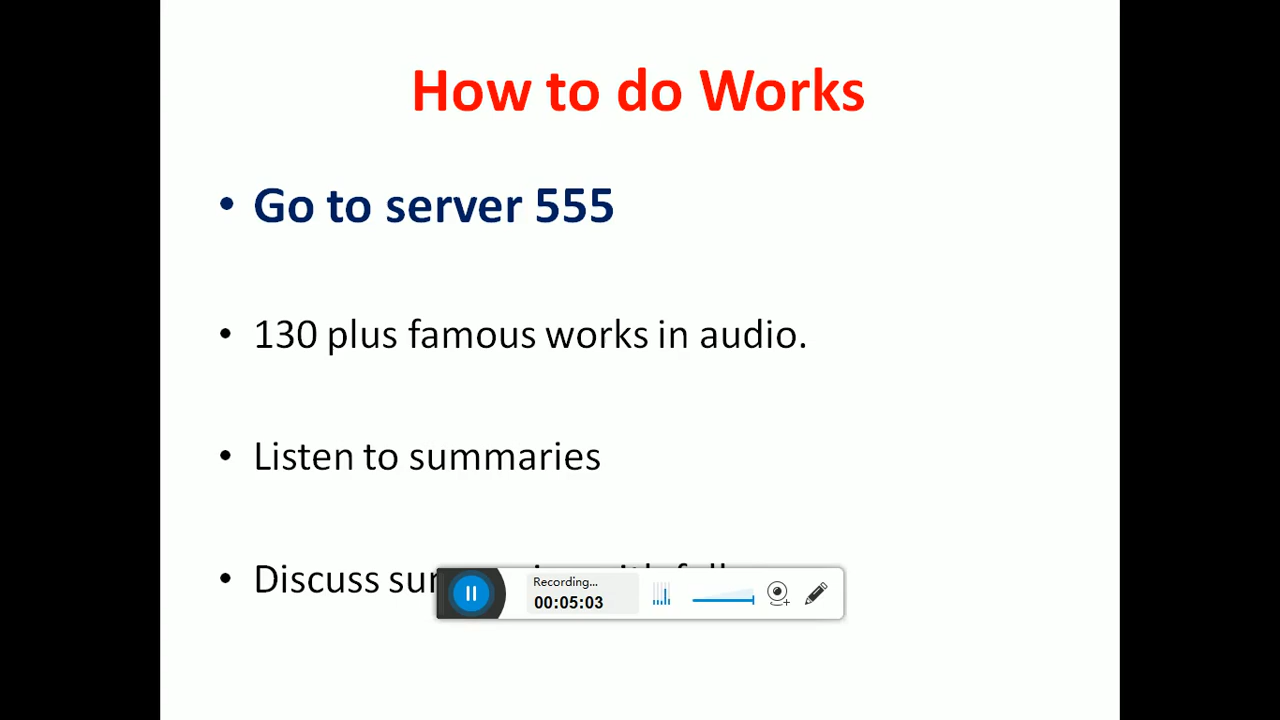 How to do Works
• Go to server 555
• 130 plus famous works in audio.
• Listen to summaries
• Discuss
Recording...
00:05:03